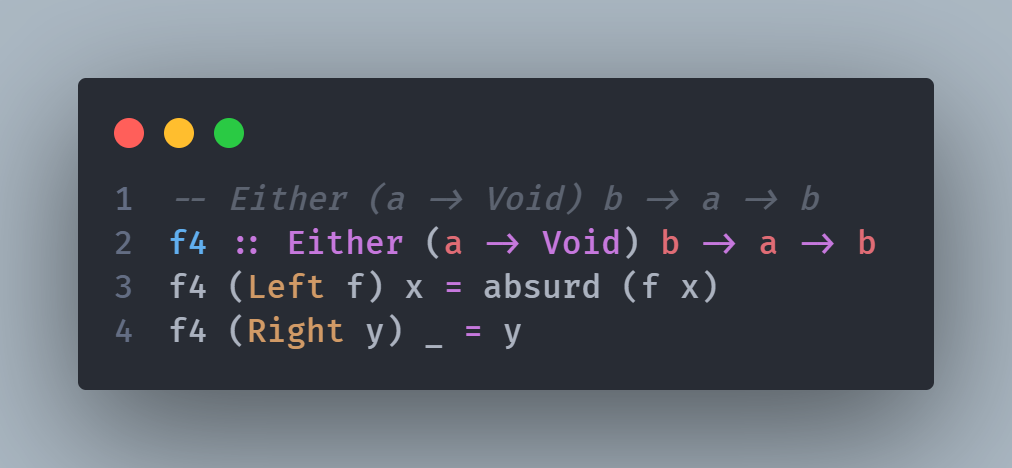 1 -- Either (a -> Void) b -> a -> b
2 f4 :: Either (a -> Void) b -> a -> b
3 f4 (Left f) x = absurd (f x)
4 f4 (Right y) _ = y